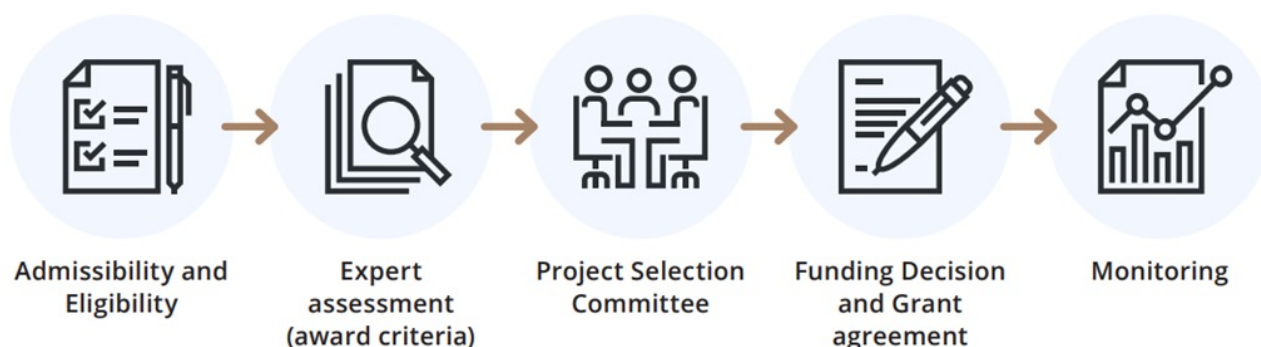 Admissibility and
Eligibility
Expert
assessment
(award criteria)
Project Selection
Committee
Funding Decision
and Grant
agreement
Monitoring